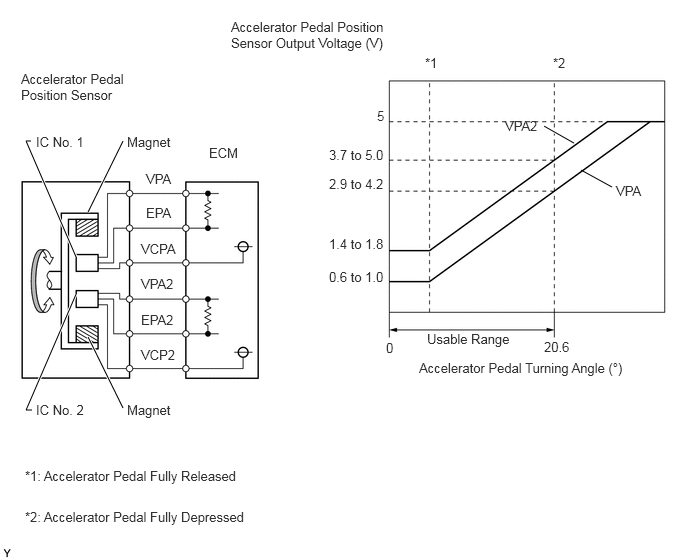 Accelerator Pedal Position
Sensor Output Voltage (V)
*1
*2
Accelerator Pedal
Position Sensor
IC No. 1
Magnet
ECM
VPA
EPA
VCPA
VPA2
EPA2
VCP2
IC No. 2
Magnet
5
3.7 to 5.0
2.9 to 4.2
1.4 to 1.8
0.6 to 1.0
VPA2
VPA
Usable Range
0
20.6
Accelerator Pedal Turning Angle (°)
*1: Accelerator Pedal Fully Released
*2: Accelerator Pedal Fully Depressed
Y